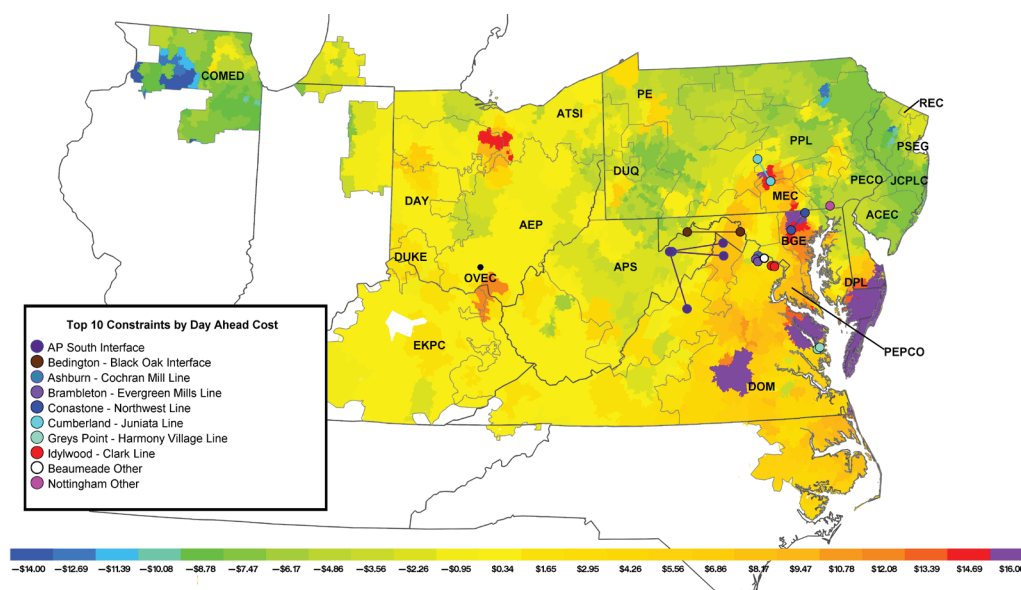 COMED
ATSI
PE
REC
PPL
PSEG
DUQ
PECO
JCPLC
MEC
DAY
ACEC
AEP
BGE
DUKE
APS
OVEC
DPL
EKPC
PEPCO
DOM
Top 10 Constraints by Day Ahead Cost
AP South Interface
Bedington - Black Oak Interface
Ashburn - Cochran Mill Line
Brambleton - Evergreen Mills Line
Conastone - Northwest Line
Cumberland - Juniata Line
Greys Point - Harmony Village Line
Idylwood - Clark Line
Beaumeade Other
Nottingham Other
–$14.00 –$12.69 –$11.39 –$10.08 –$8.78 –$7.47 –$6.17 –$4.86 –$3.56 –$2.26 –$0.95 $0.34 $1.65 $2.95 $4.26 $5.56 $6.86 $8.17 $9.47 $10.78 $12.08 $13.39 $14.69 $16.00